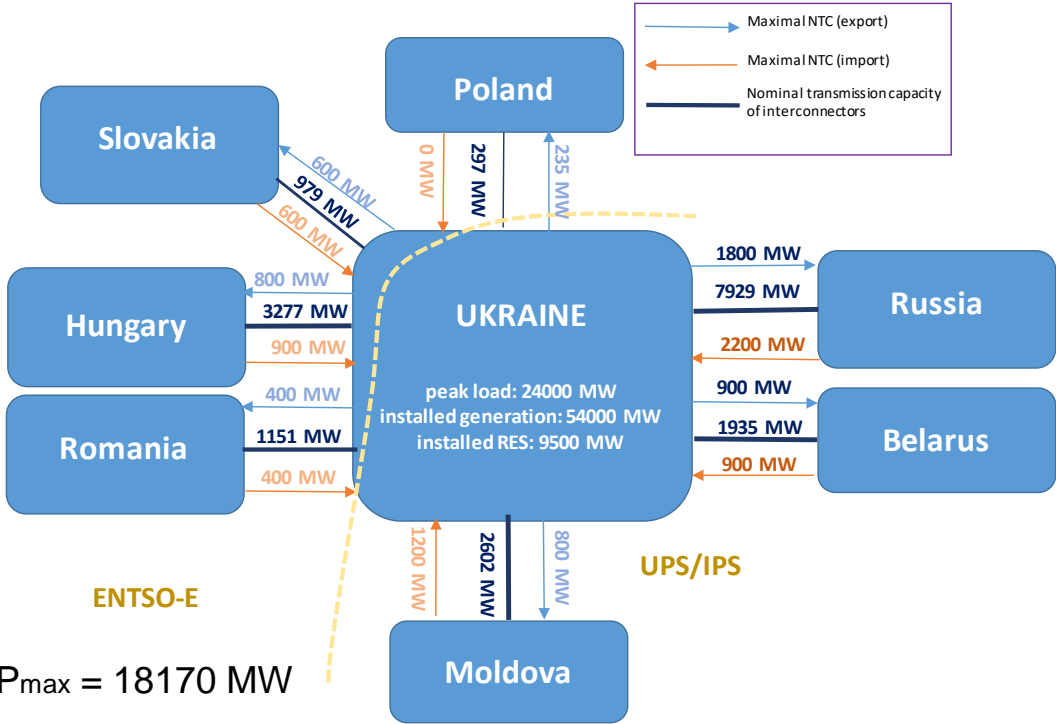 Maximal NTC (export)
Maximal NTC (import)
Nominal transmission capacity
of interconnectors
Poland
0 MW
297 MW
235 MW
Slovakia
600 MW
979 MW
600 MW
Hungary
800 MW
3277 MW
900 MW
Romania
400 MW
1151 MW
400 MW
UKRAINE
peak load: 24000 MW
installed generation: 54000 MW
installed RES: 9500 MW
1800 MW
7929 MW
2200 MW
Russia
900 MW
1935 MW
900 MW
Belarus
1200 MW
2602 MW
800 MW
Moldova
UPS/IPS
ENTSO-E
Pmax = 18170 MW